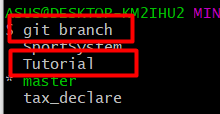 ASUS@DESKTOP-KM2IHU2 MIN
$ git branch
SportSystem
Tutorial
* master
tax_declare